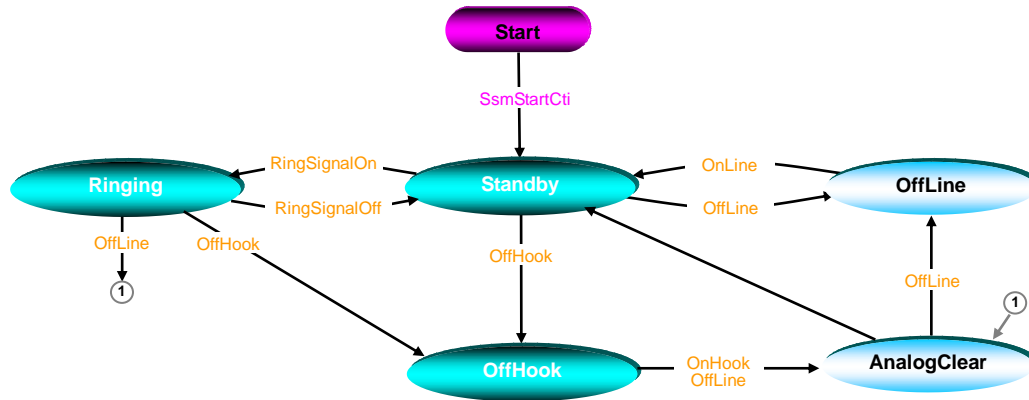 Start
SsmStartCti
RingSignalOn
OnLine
Ringing
Standby
OffLine
RingSignalOff
OffLine
OffLine
OffHook
OffHook
OffLine
1
1
OnHook
OffLine
AnalogClear
OffHook